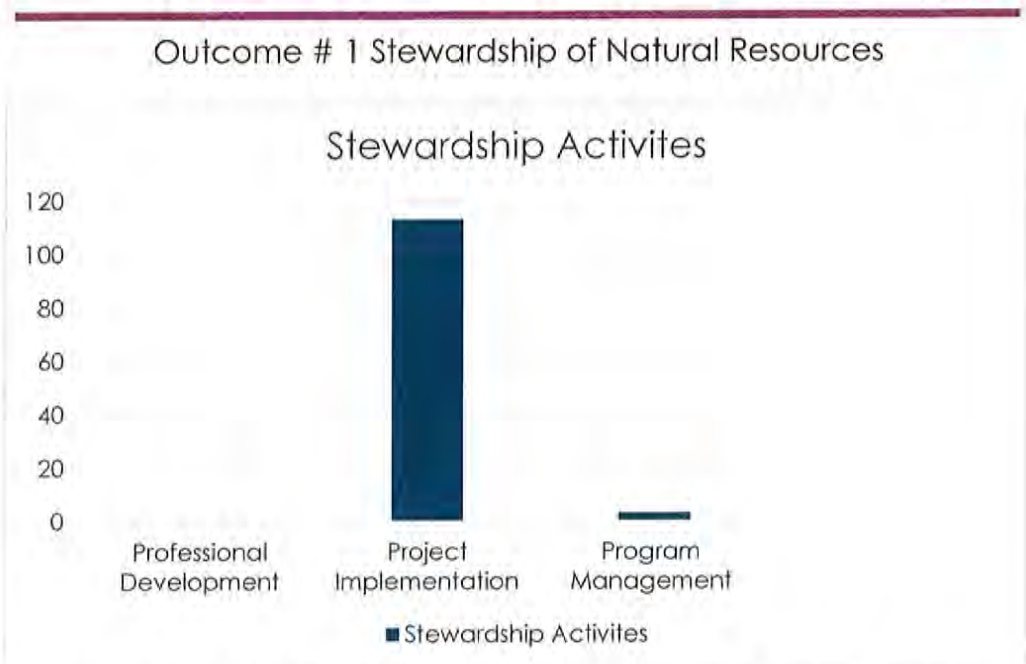 Outcome # 1 Stewardship of Natural Resources
Stewardship Activites
120
100
80
60
40
20
0
Professional
Development
Project
Implementation
Program
Management
Stewardship Activites